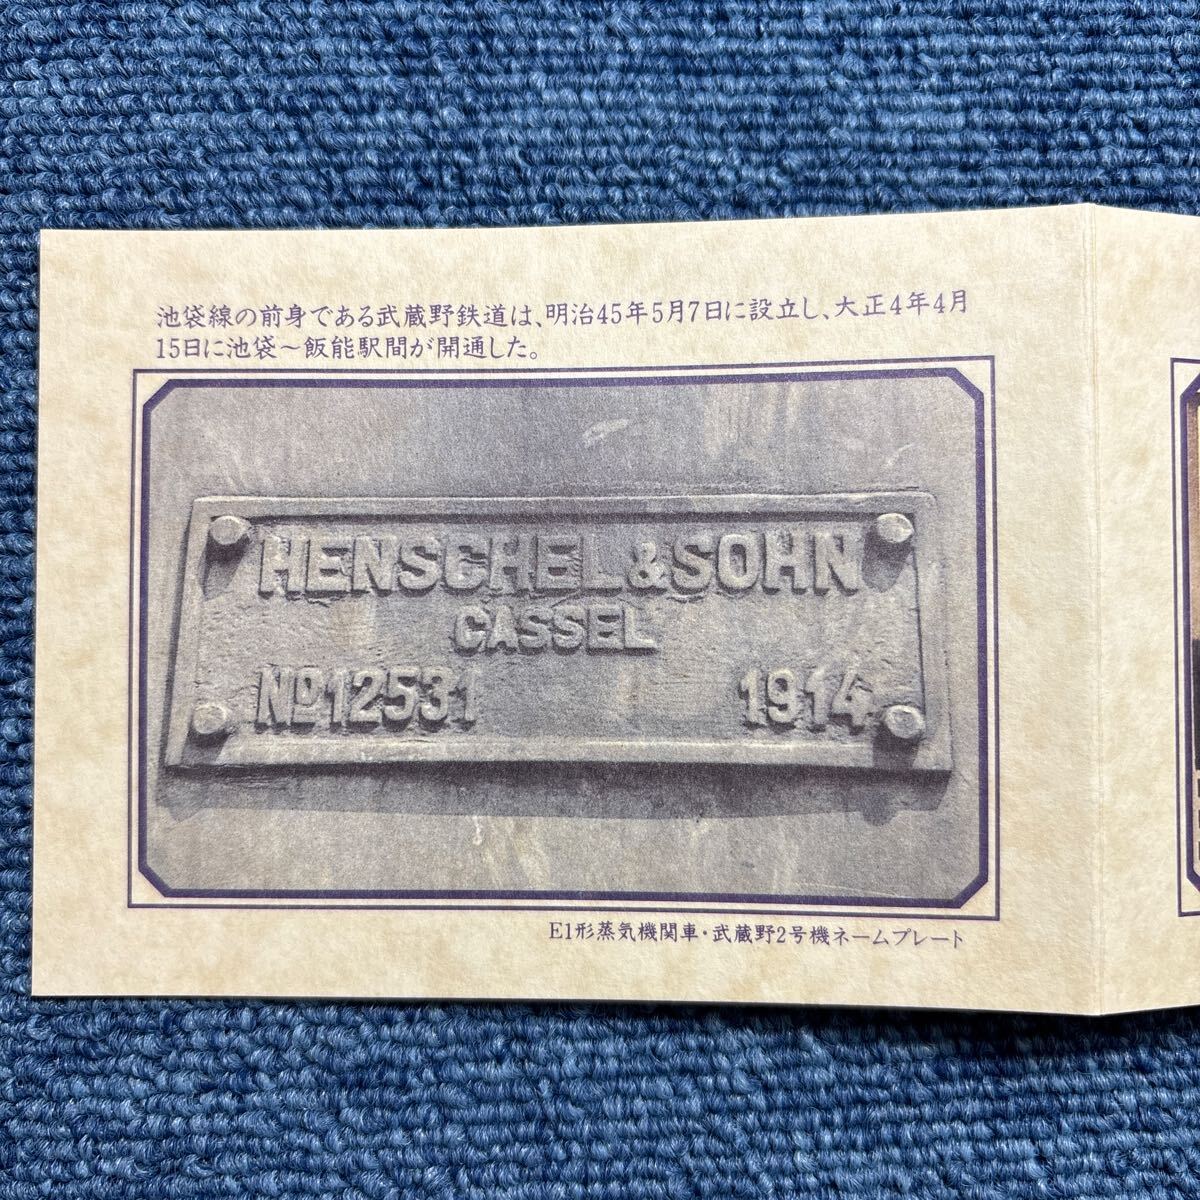 池袋線の前身である武蔵野鉄道は、明治45年5月7日に設立し、大正4年4月
15日に池袋～飯能駅間が開通した。
HENSCHEL&SOHN
CASSEL
No12531 1914
E1形蒸気機関車・武蔵野2号機ネームプレート